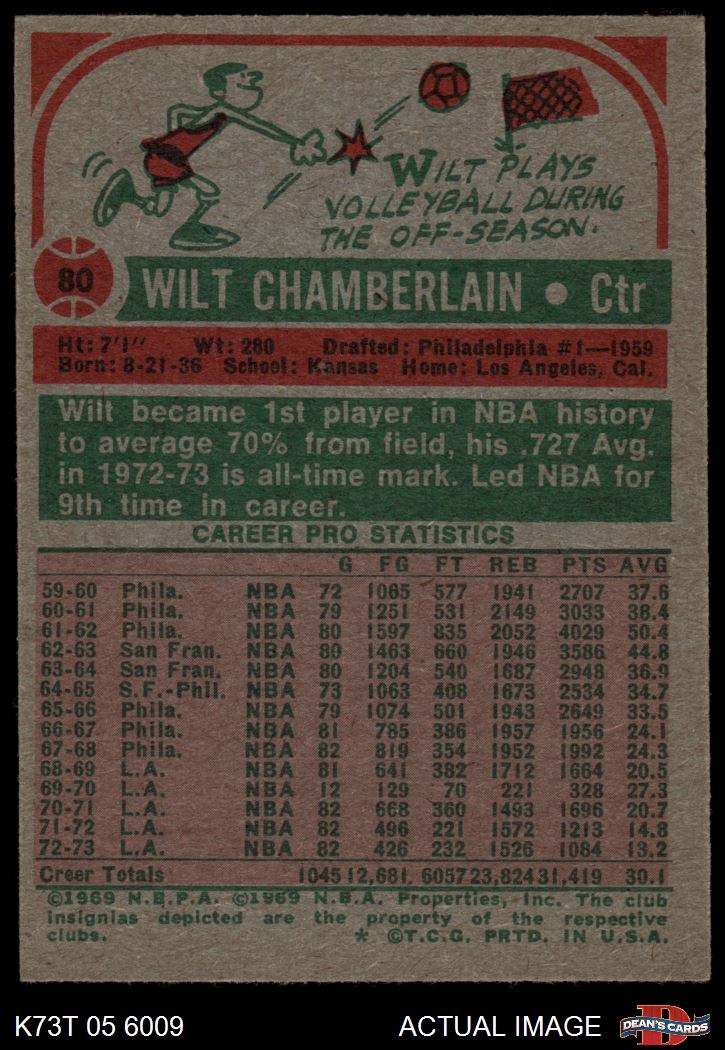 WILT PLAYS
VOLLEYBALL DURING
THE OFF-SEASON.
80
WILT CHAMBERLAIN • Ctr
Ht: 7'1" Wt: 280 Drafted: Philadelphia #1—1959
Born: 8-21-36 School: Kansas Home: Los Angeles, Cal.
Wilt became 1st player in NBA history
to average 70% from field, his .727 Avg.
in 1972-73 is all-time mark. Led NBA for
9th time in career.
CAREER PRO STATISTICS
G FG FT REB PTS AVG
59-60 Phila. NBA 72 1065 577 1941 2707 37.6
60-61 Phila. NBA 79 1251 531 2149 3033 38.4
61-62 Phila. NBA 80 1597 835 2052 4029 50.4
62-63 San Fran. NBA 80 1463 660 1946 3586 44.8
63-64 San Fran. NBA 80 1204 540 1687 2948 36.9
64-65 S.F.-Phil. NBA 73 1063 408 1673 2534 34.7
65-66 Phila. NBA 79 1074 501 1943 2649 33.5
66-67 Phila. NBA 81 785 386 1957 1956 24.1
67-68 Phila. NBA 82 819 354 1952 1992 24.3
68-69 L.A. NBA 81 641 382 1712 1664 20.5
69-70 L.A. NBA 12 129 70 221 328 27.3
70-71 L.A. NBA 82 668 360 1493 1696 20.7
71-72 L.A. NBA 82 496 221 1572 1213 14.8
72-73 L.A. NBA 82 426 232 1526 1084 13.2
Creer Totals 1045 12,681, 6057 23,824 31,419 30.1
©1969 N.B.P.A. ©1969 N.B.A. Properties, Inc. The club
insignias depicted are the property of the respective
clubs. * ©T.C.G. PRTD. IN U.S.A.
K73T 05 6009 ACTUAL IMAGE D DEAN'S CARDS